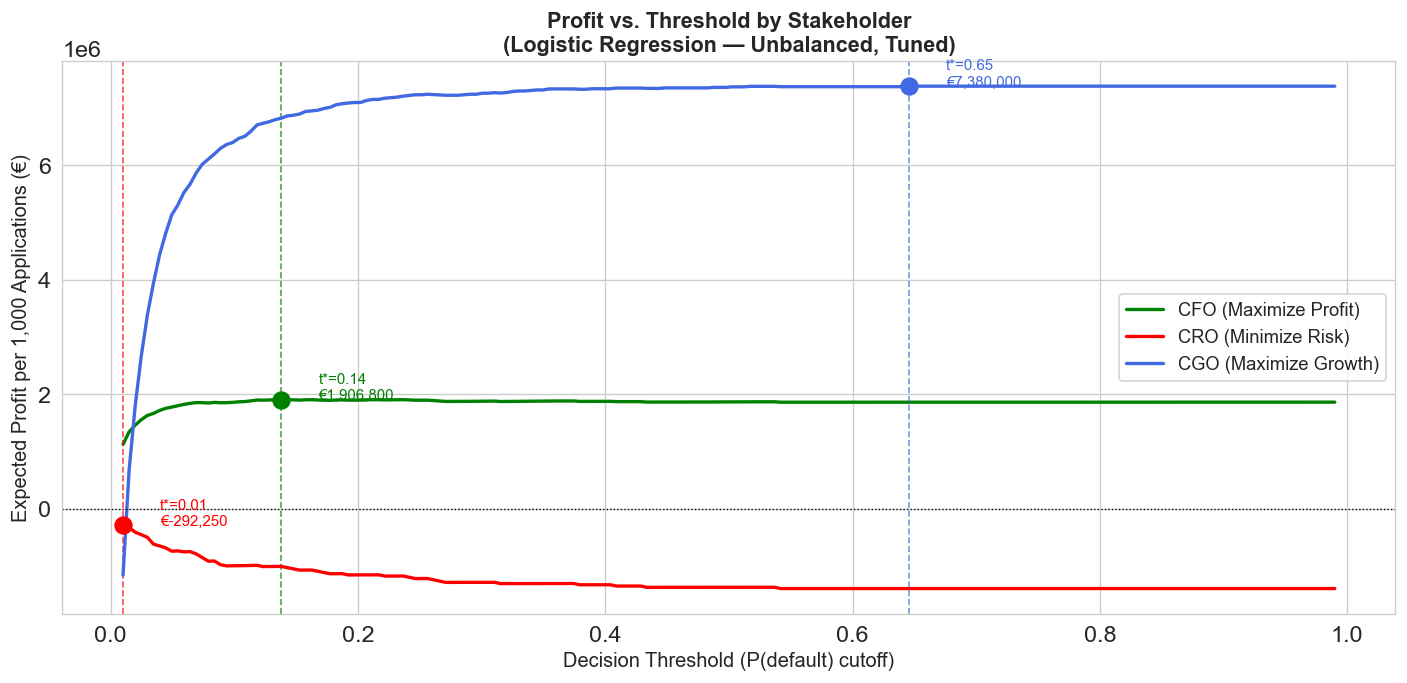 Profit vs. Threshold by Stakeholder
(Logistic Regression — Unbalanced, Tuned)
1e6
t*=0.65
€7,380,000
6
4
2
0
Expected Profit per 1,000 Applications (€)
CFO (Maximize Profit)
CRO (Minimize Risk)
CGO (Maximize Growth)
t*=0.14
€1,906,800
t*=0.01
€-292,250
0.0
0.2
0.4
0.6
0.8
1.0
Decision Threshold (P(default) cutoff)